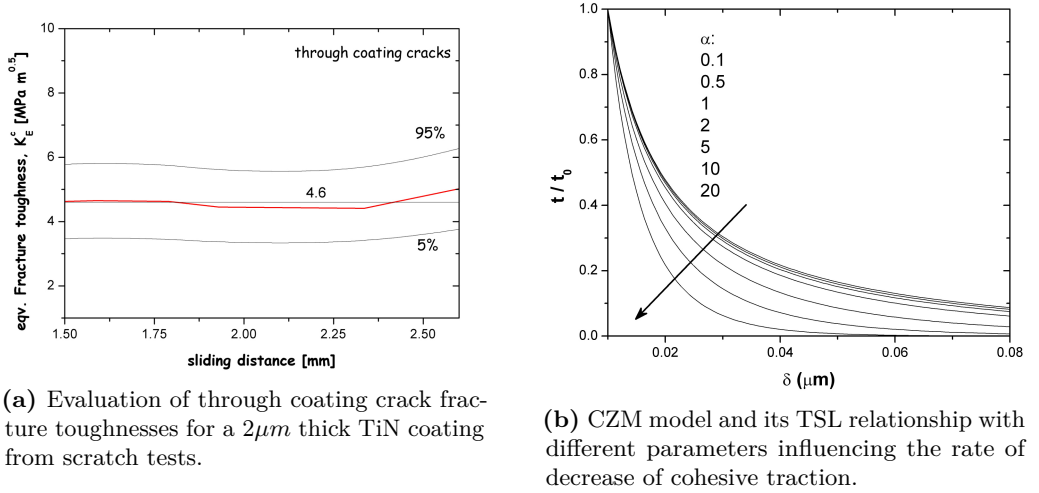 10
8
6
4
2
eqv. Fracture toughness, K_E^c [MPa m^0.5]
through coating cracks
95%
4.6
5%
1.50
1.75
2.00
2.25
2.50
sliding distance [mm]
(a) Evaluation of through coating crack frac-
ture toughnesses for a 2μm thick TiN coating
from scratch tests.
1.0
0.8
0.6
0.4
0.2
0.0
t / t_0
α:
0.1
0.5
1
2
5
10
20
0.02
0.04
0.06
0.08
δ (μm)
(b) CZM model and its TSL relationship with
different parameters influencing the rate of
decrease of cohesive traction.